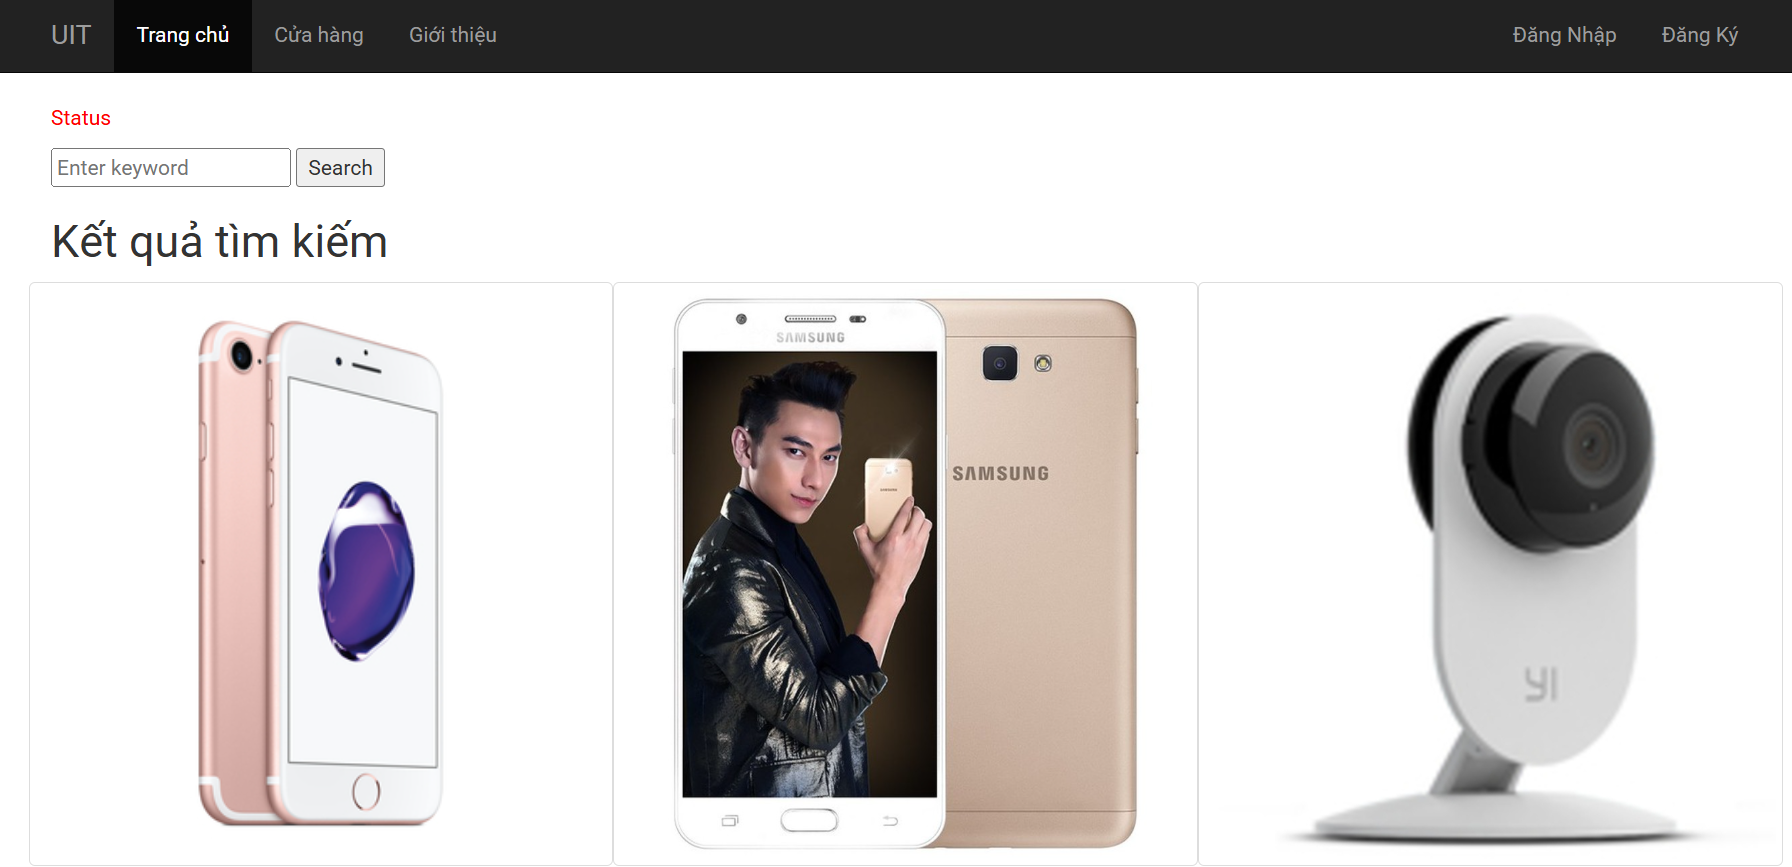 UIT Trang chủ Cửa hàng Giới thiệu Đăng Nhập Đăng Ký
Status
Enter keyword Search
Kết quả tìm kiếm
SAMSUNG
SAMSUNG
YI